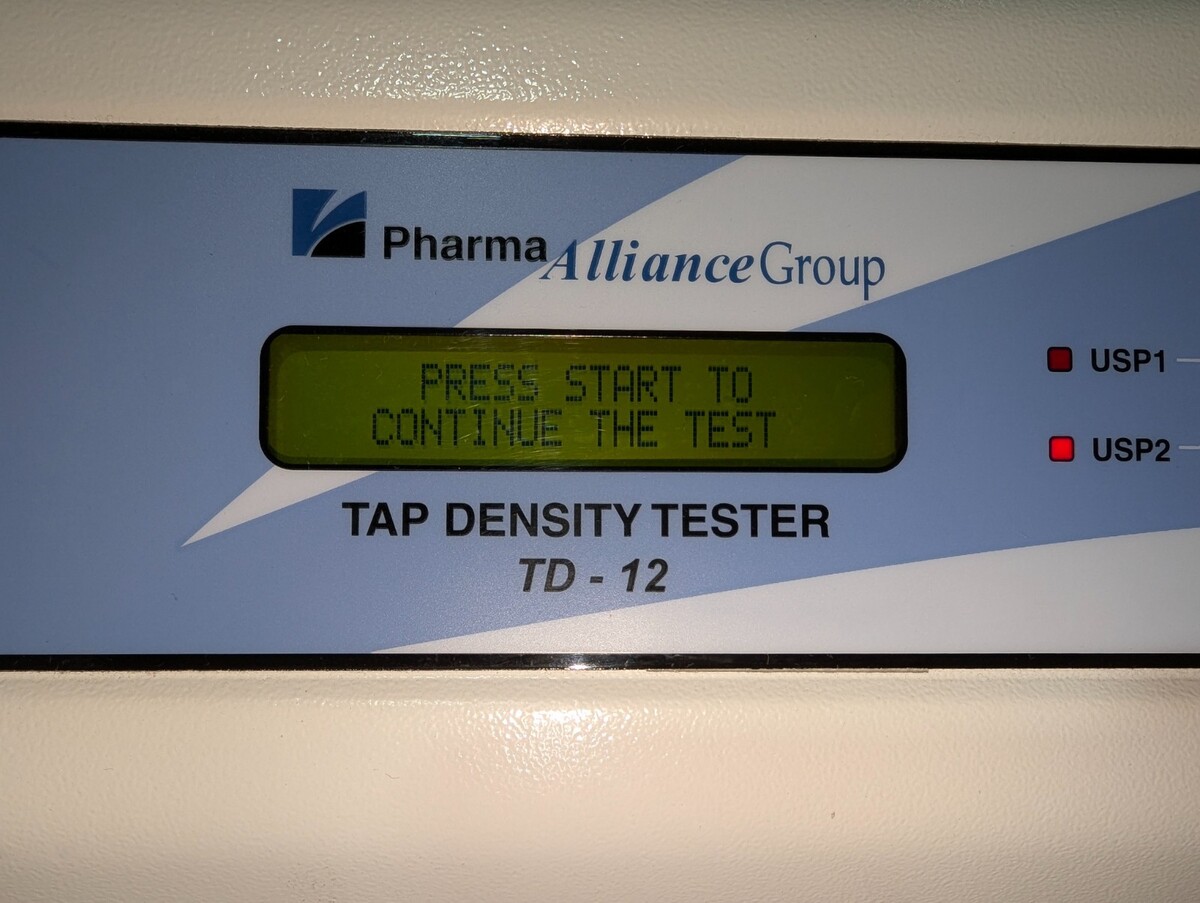 Pharma Alliance Group
PRESS START TO
CONTINUE THE TEST
USP1
USP2
TAP DENSITY TESTER
TD - 12